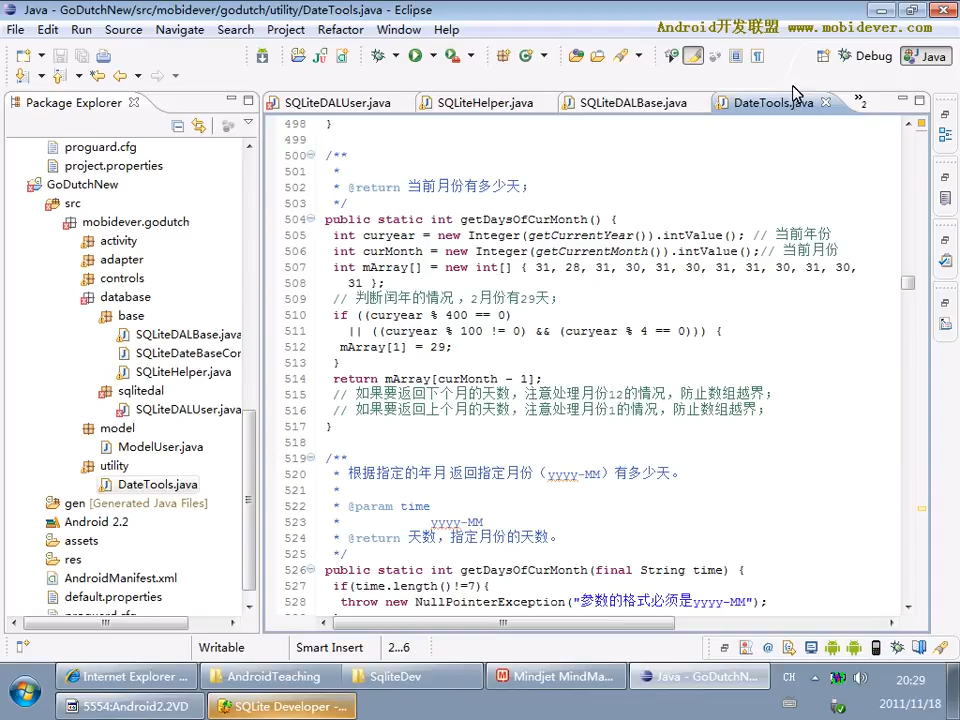 Java - GoDutchNew/src/mobidever/godutch/utility/DateTools.java - Eclipse
File Edit Run Source Navigate Search Project Refactor Window Help
Android开发联盟 www.mobidever.com
Debug Java
Package Explorer
SQLiteDALUser.java SQLiteHelper.java SQLiteDALBase.java DateTools.java »2
proguard.cfg
project.properties
GoDutchNew
src
mobidever.godutch
activity
adapter
controls
database
base
SQLiteDALBase.java
SQLiteDateBaseCor
SQLiteHelper.java
sqlitedal
SQLiteDALUser.java
model
ModelUser.java
utility
DateTools.java
gen [Generated Java Files]
Android 2.2
assets
res
AndroidManifest.xml
default.properties
proguard.cfg
498 }
499
500 /**
501 *
502 * @return 当前月份有多少天；
503 */
504 public static int getDaysOfCurMonth() {
505 int curyear = new Integer(getCurrentYear()).intValue(); // 当前年份
506 int curMonth = new Integer(getCurrentMonth()).intValue();// 当前月份
507 int mArray[] = new int[] { 31, 28, 31, 30, 31, 30, 31, 31, 30, 31, 30,
508 31 };
509 // 判断闰年的情况 ，2月份有29天；
510 if ((curyear % 400 == 0)
511 || ((curyear % 100 != 0) && (curyear % 4 == 0))) {
512 mArray[1] = 29;
513 }
514 return mArray[curMonth - 1];
515 // 如果要返回下个月的天数，注意处理月份12的情况，防止数组越界；
516 // 如果要返回上个月的天数，注意处理月份1的情况，防止数组越界；
517 }
518
519 /**
520 * 根据指定的年月 返回指定月份（yyyy-MM）有多少天。
521 *
522 * @param time
523 * yyyy-MM
524 * @return 天数，指定月份的天数。
525 */
526 public static int getDaysOfCurMonth(final String time) {
527 if(time.length()!=7){
528 throw new NullPointerException("参数的格式必须是yyyy-MM");
Writable Smart Insert 2...6
Internet Explorer ... AndroidTeaching SqliteDev Mindjet MindMa... Java - GoDutchN... CH 20:29
5554:Android2.2VD SQLite Developer -... 2011/11/18